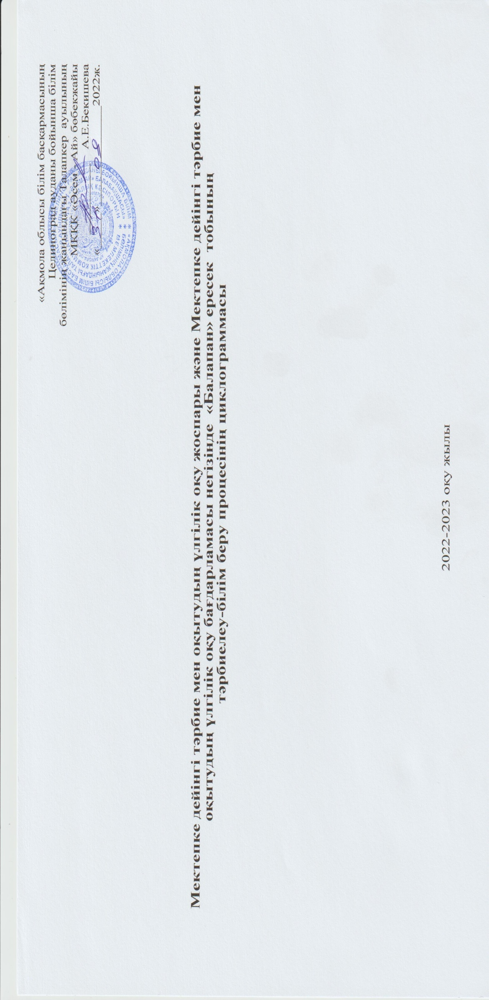 «Ақмола облысы білім басқармасының
Целиноград ауданы бойынша білім
бөлімінің жанындағы Талапкер ауылының
МКҚК «Әсем - Ай» бөбекжайы
А.Е.Бекишева
« » 2022ж.
Мектепке дейінгі тәрбие мен оқытудың үлгілік оқу жоспары және Мектепке дейінгі тәрбие мен
оқытудың үлгілік оқу бағдарламасы негізінде «Балапан» ересек тобының
тәрбиелеу-білім беру процесінің циклограммасы
2022-2023 оқу жылы